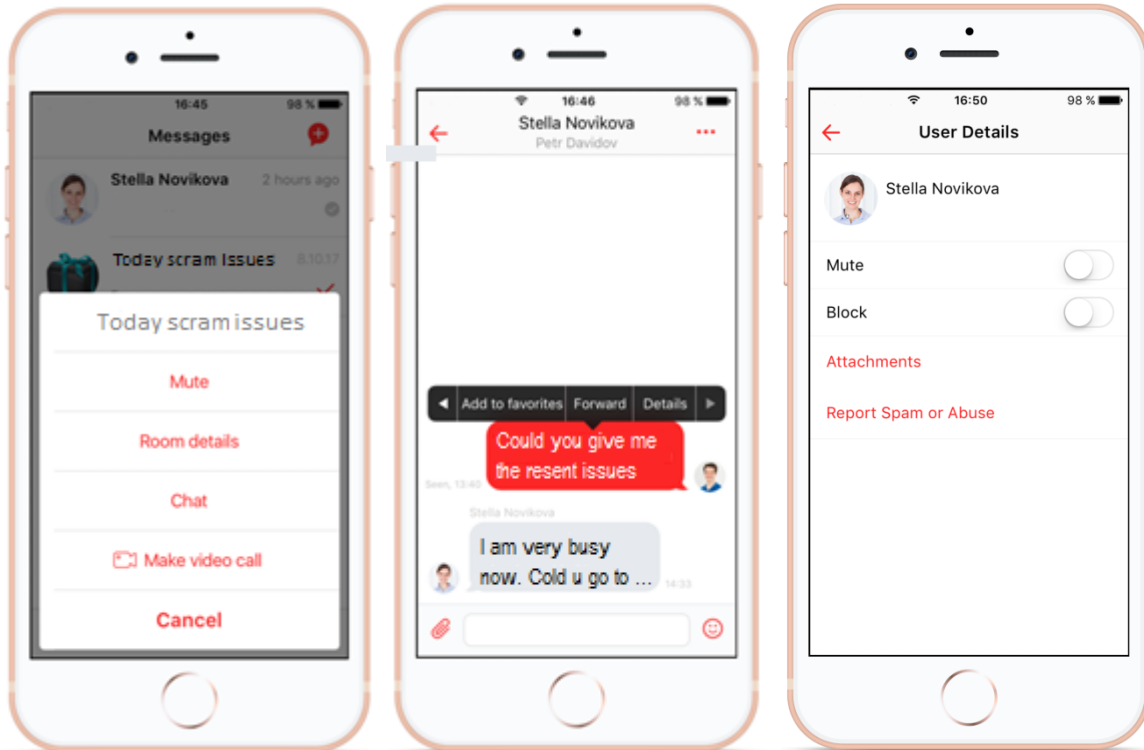 16:45 98 %
Messages
Stella Novikova 2 hours ago
Today scram Issues 8.10.17
Today scram issues
Mute
Room details
Chat
Make video call
Cancel
16:46 98 %
Stella Novikova
Petr Davidov
Add to favorites Forward Details
Could you give me
the resent issues
Seen, 13:40
Stella Novikova
I am very busy
now. Cold u go to ...
14:33
16:50 98 %
User Details
Stella Novikova
Mute
Block
Attachments
Report Spam or Abuse